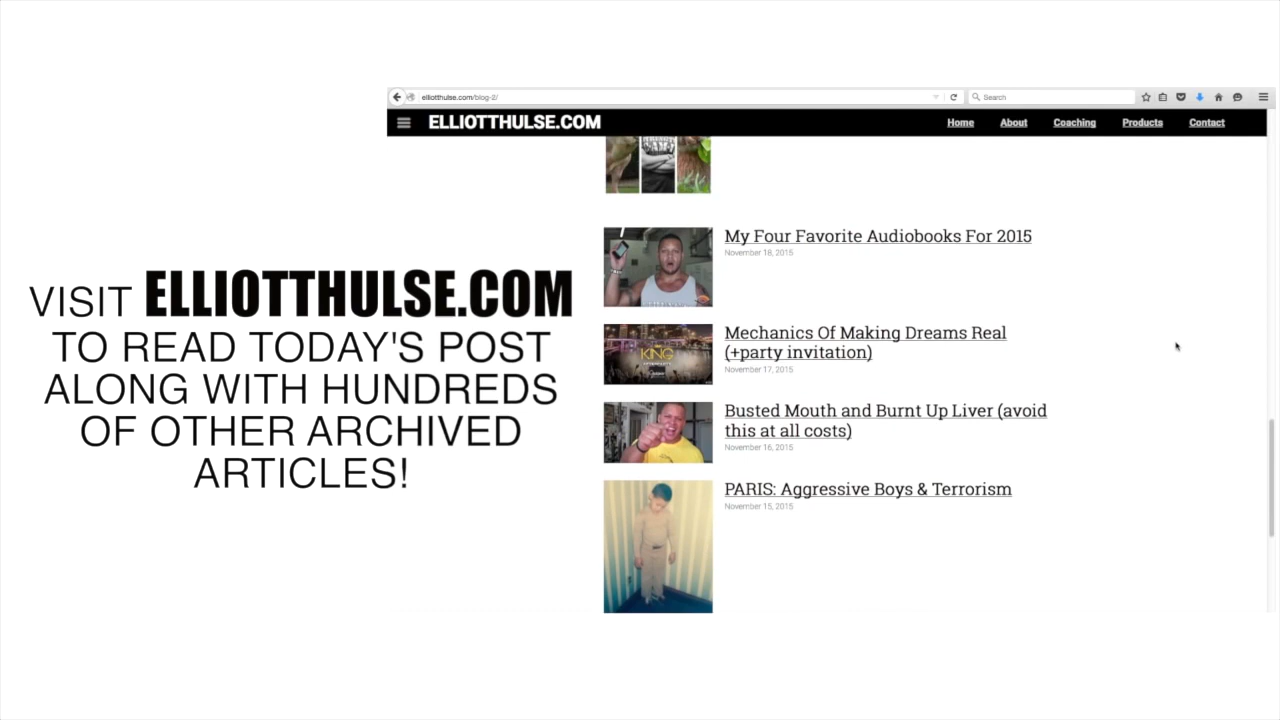 VISIT ELLIOTTHULSE.COM
TO READ TODAY'S POST
ALONG WITH HUNDREDS
OF OTHER ARCHIVED
ARTICLES!
elliotthulse.com/blog-2/
Search
ELLIOTTHULSE.COM
Home About Coaching Products Contact
My Four Favorite Audiobooks For 2015
November 18, 2015
KING
Mechanics Of Making Dreams Real
(+party invitation)
November 17, 2015
Busted Mouth and Burnt Up Liver (avoid
this at all costs)
November 16, 2015
PARIS: Aggressive Boys & Terrorism
November 15, 2015